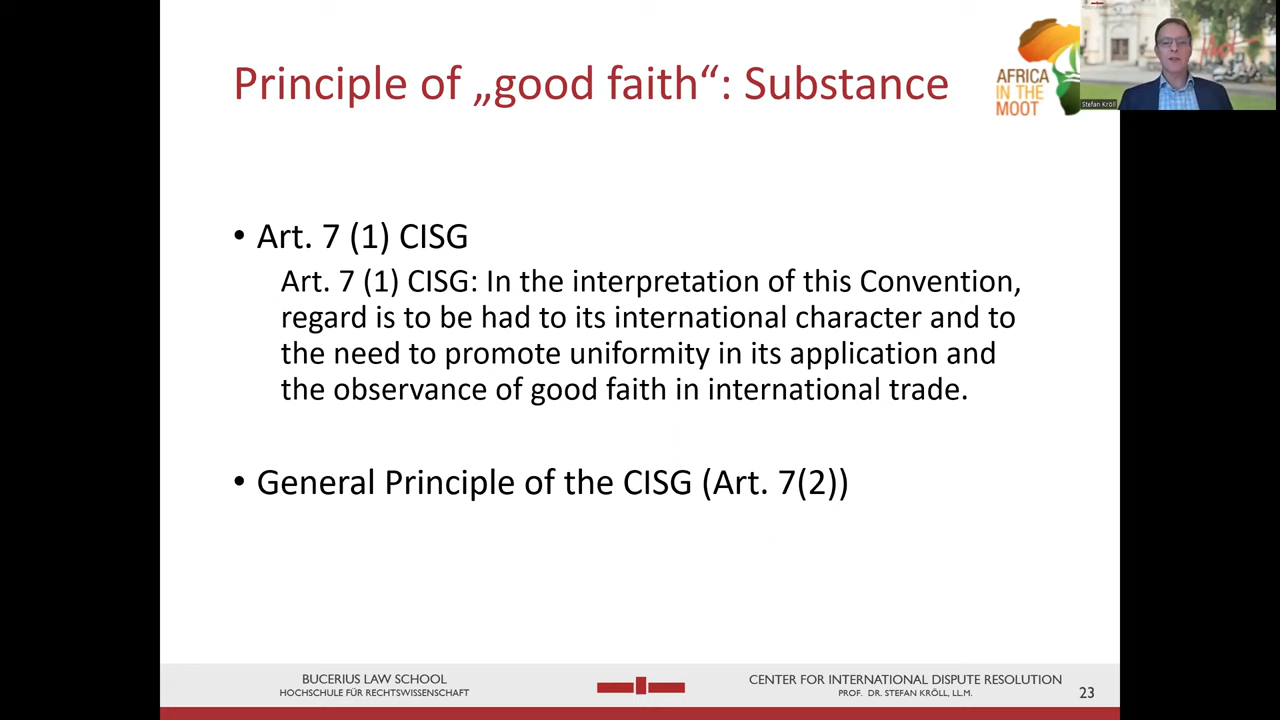 Principle of „good faith“: Substance
AFRICA
IN THE
MOOT
Stefan Kröll
• Art. 7 (1) CISG
Art. 7 (1) CISG: In the interpretation of this Convention,
regard is to be had to its international character and to
the need to promote uniformity in its application and
the observance of good faith in international trade.
• General Principle of the CISG (Art. 7(2))
BUCERIUS LAW SCHOOL
HOCHSCHULE FÜR RECHTSWISSENSCHAFT
CENTER FOR INTERNATIONAL DISPUTE RESOLUTION
PROF. DR. STEFAN KRÖLL, LL.M.
23